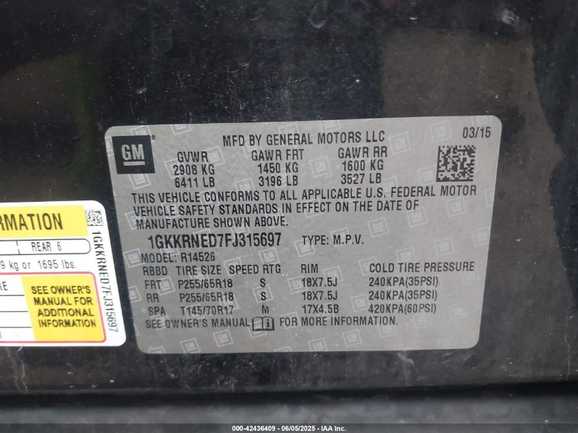 GM
MFD BY GENERAL MOTORS LLC 03/15
GVWR GAWR FRT GAWR RR
2908 KG 1450 KG 1600 KG
6411 LB 3196 LB 3527 LB
THIS VEHICLE CONFORMS TO ALL APPLICABLE U.S. FEDERAL MOTOR
VEHICLE SAFETY STANDARDS IN EFFECT ON THE DATE OF
MANUFACTURE SHOWN ABOVE.
1GKKRNED7FJ315697 TYPE: M.P.V.
MODEL: R14526
RBBD TIRE SIZE SPEED RTG RIM COLD TIRE PRESSURE
FRT P255/65R18 S 18X7.5J 240KPA(35PSI)
RR P255/65R18 S 18X7.5J 240KPA(35PSI)
SPA T145/70R17 M 17X4.5B 420KPA(60PSI)
SEE OWNER'S MANUAL FOR MORE INFORMATION
RMATION
1 REAR 6
9 kg or 1695 lbs.
SEE OWNER'S
MANUAL FOR
ADDITIONAL
INFORMATION
1GKKRNED7FJ315697
000-42436409 - 06/05/2025 - IAAI.COM